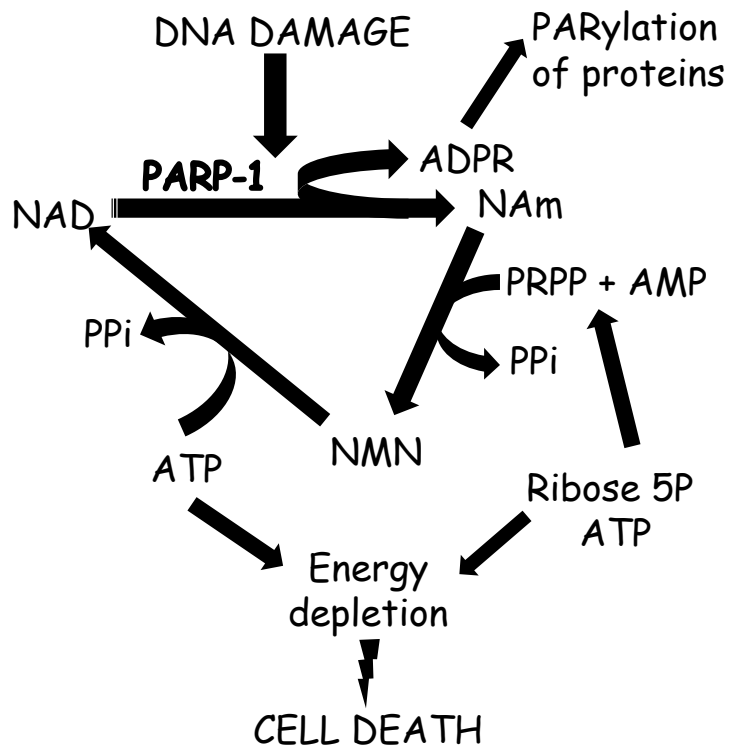 DNA DAMAGE
PARylation
of proteins
PARP-1
ADPR
NAD
NAm
PRPP + AMP
PPi
PPi
NMN
ATP
Ribose 5P
ATP
Energy
depletion
CELL DEATH